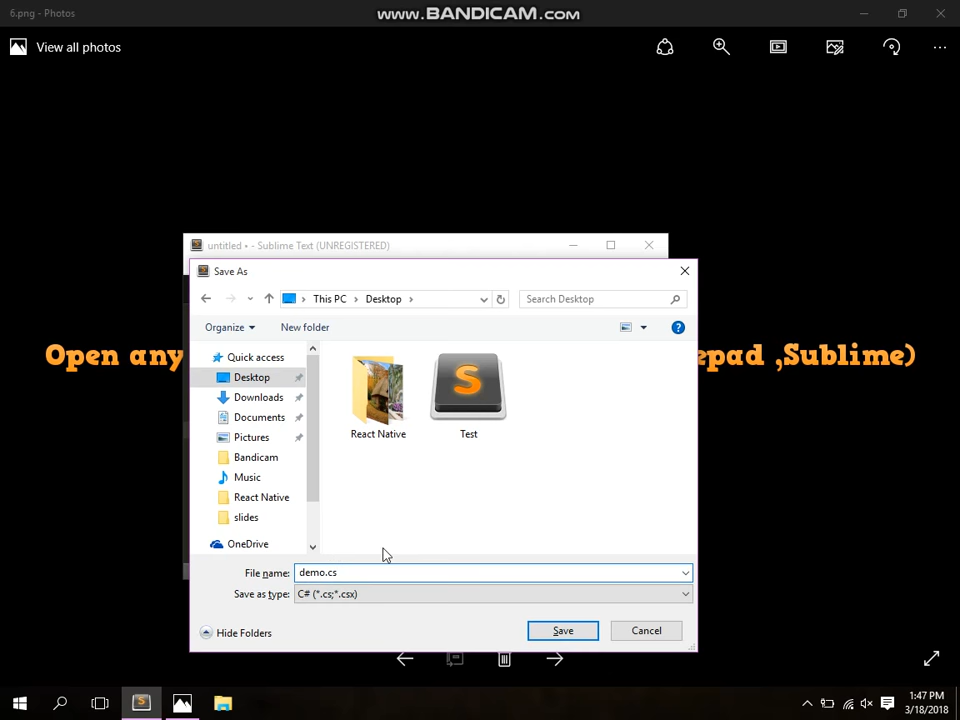 6.png - Photos
www.BANDICAM.com
View all photos
Open any
epad ,Sublime)
untitled • - Sublime Text (UNREGISTERED)
Save As
This PC > Desktop >
Search Desktop
Organize
New folder
Quick access
Desktop
Downloads
Documents
Pictures
Bandicam
Music
React Native
slides
OneDrive
React Native
S
Test
File name: demo.cs
Save as type: C# (*.cs;*.csx)
Hide Folders
Save
Cancel
1:47 PM
3/18/2018